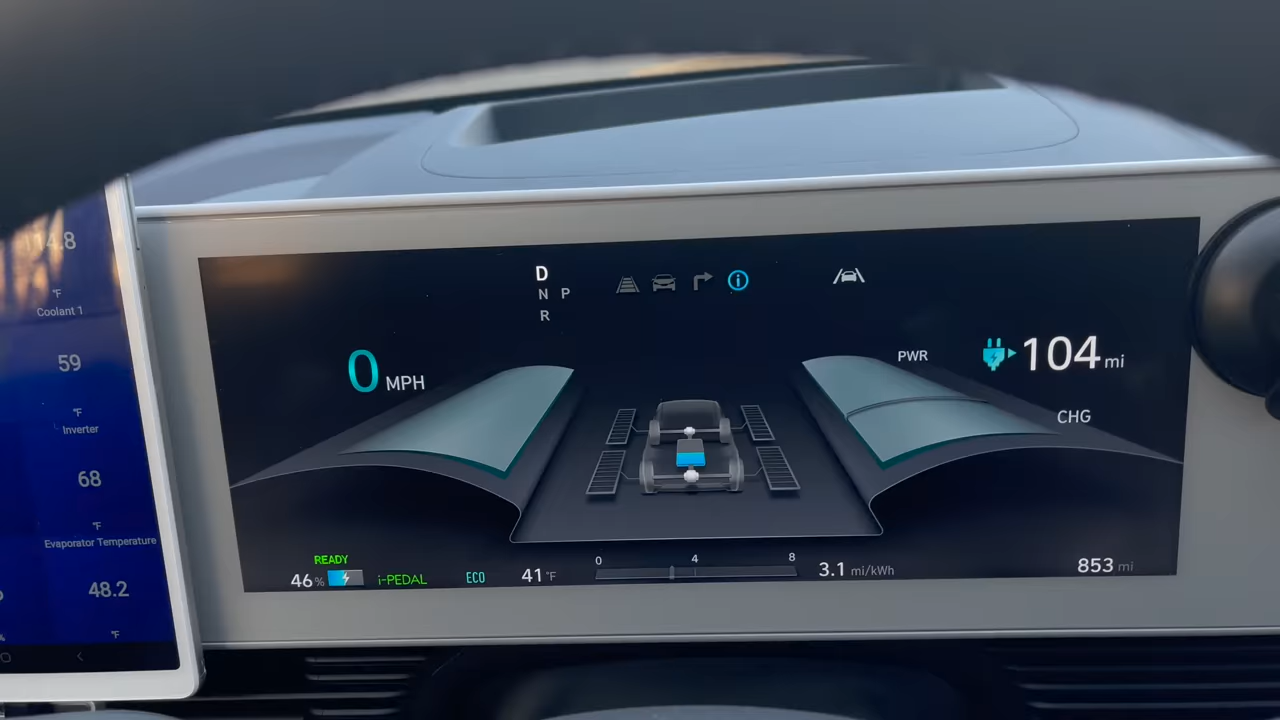 14.8
°F
Coolant 1
59
°F
Inverter
68
°F
Evaporator Temperature
48.2
°F
%
D
N P
R
i
0 MPH
PWR
104 mi
CHG
READY
46 %
i-PEDAL
ECO
41 °F
0 4 8
3.1 mi/kWh
853 mi